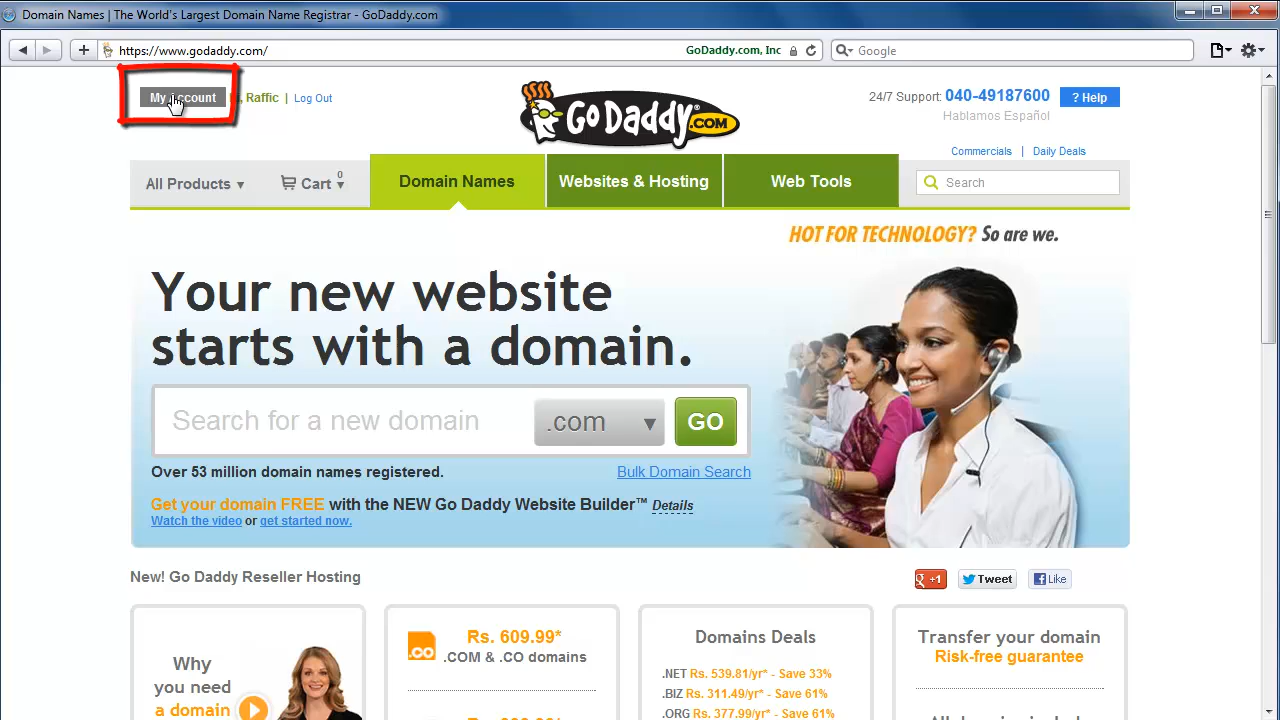 Domain Names | The World's Largest Domain Name Registrar - GoDaddy.com
https://www.godaddy.com/
GoDaddy.com, Inc
Google
My Account
, Raffic | Log Out
GO DADDY .COM
24/7 Support: 040-49187600
? Help
Hablamos Español
Commercials | Daily Deals
All Products
Cart 0
Domain Names
Websites & Hosting
Web Tools
Search
HOT FOR TECHNOLOGY? So are we.
Your new website
starts with a domain.
Search for a new domain
.com
GO
Over 53 million domain names registered.
Bulk Domain Search
Get your domain FREE with the NEW Go Daddy Website Builder™ Details
Watch the video or get started now.
New! Go Daddy Reseller Hosting
g +1
Tweet
Like
Why
you need
a domain
.co
Rs. 609.99*
.COM & .CO domains
Domains Deals
.NET Rs. 539.81/yr* - Save 33%
.BIZ Rs. 311.49/yr* - Save 61%
.ORG Rs. 377.99/yr* - Save 61%
Transfer your domain
Risk-free guarantee